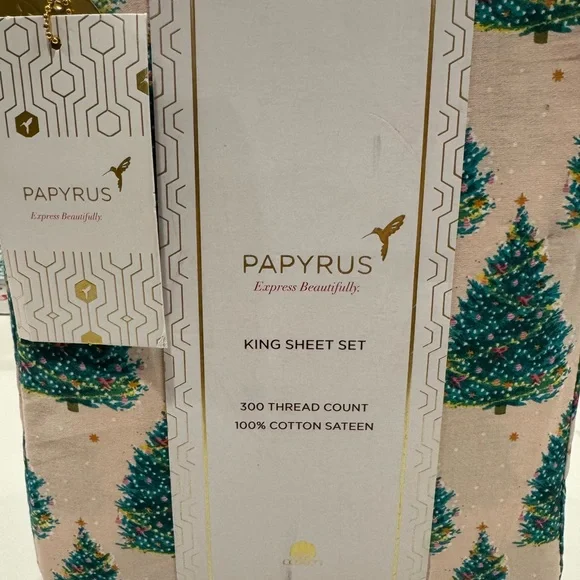 PAPYRUS
Express Beautifully.
PAPYRUS
Express Beautifully.
KING SHEET SET
300 THREAD COUNT
100% COTTON SATEEN